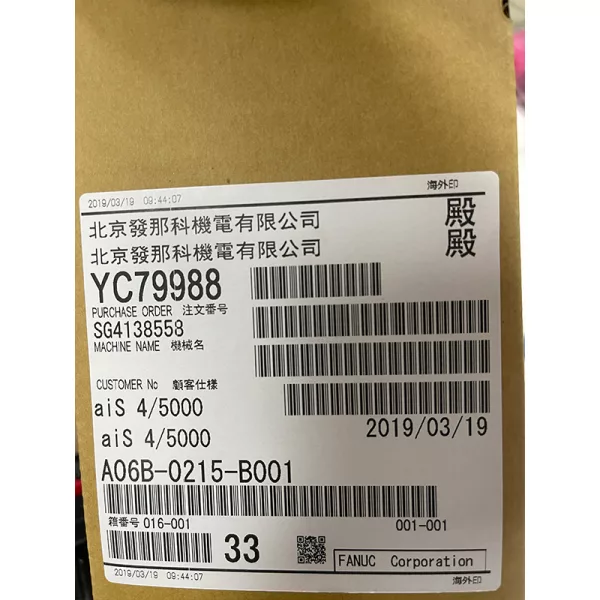 2019/03/19 09:44:07 海外印
北京發那科機電有限公司 殿
北京發那科機電有限公司 殿
YC79988
PURCHASE ORDER 注文番号
SG4138558
MACHINE NAME 機械名
CUSTOMER No 顧客仕様
aiS 4/5000
2019/03/19
aiS 4/5000
A06B-0215-B001
箱番号 016-001 001-001
33
FANUC Corporation
2019/03/19 09:44:07 海外印